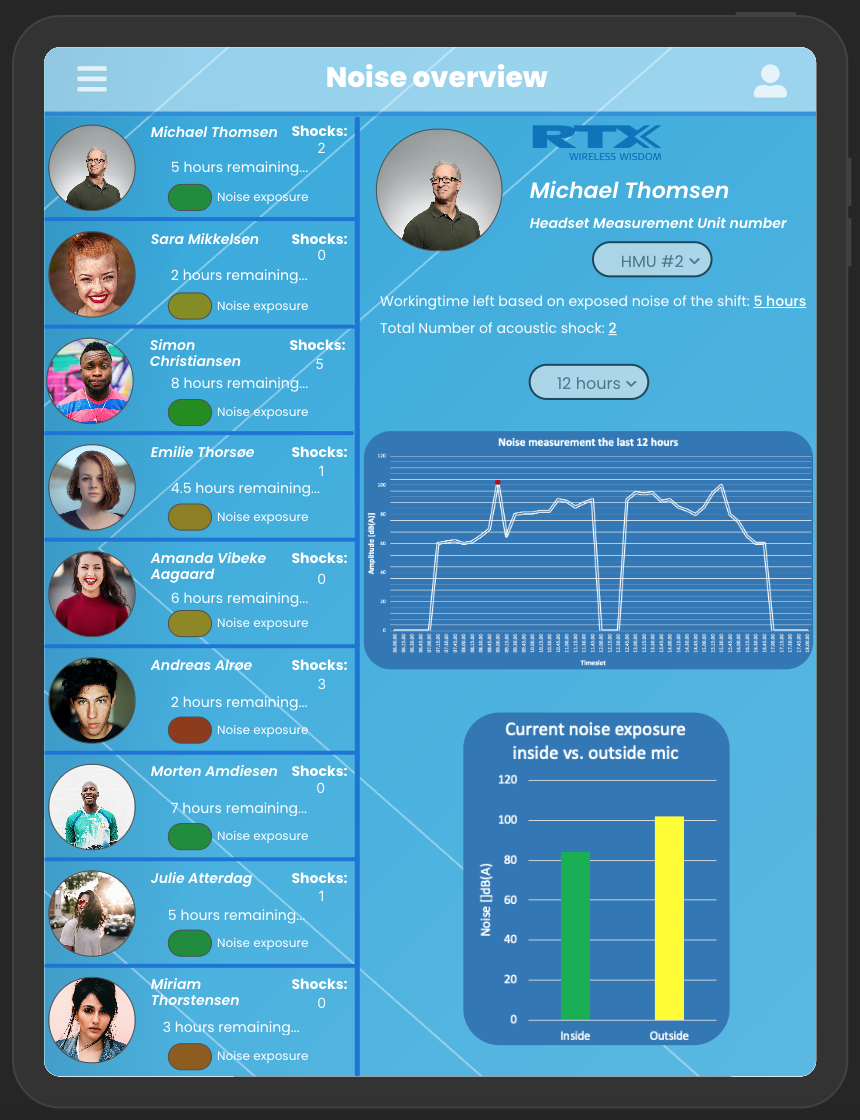 Noise overview
Michael Thomsen
Shocks:
2
5 hours remaining...
Noise exposure
Sara Mikkelsen
Shocks:
0
2 hours remaining...
Noise exposure
Simon
Christiansen
Shocks:
5
8 hours remaining...
Noise exposure
Emilie Thorsøe
Shocks:
1
4.5 hours remaining...
Noise exposure
Amanda Vibeke
Aagaard
Shocks:
0
6 hours remaining...
Noise exposure
Andreas Alrøe
Shocks:
3
2 hours remaining...
Noise exposure
Morten Amdiesen
Shocks:
0
7 hours remaining...
Noise exposure
Julie Atterdag
Shocks:
1
5 hours remaining...
Noise exposure
Miriam
Thorstensen
Shocks:
0
3 hours remaining...
Noise exposure
RTX
WIRELESS WISDOM
Michael Thomsen
Headset Measurement Unit number
HMU #2
Workingtime left based on exposed noise of the shift: 5 hours
Total Number of acoustic shock: 2
12 hours
Noise measurement the last 12 hours
Amplitude [dB(A)]
120
100
80
60
40
20
0
Timeslot
Current noise exposure
inside vs. outside mic
Noise []dB(A)
120
100
80
60
40
20
0
Inside
Outside